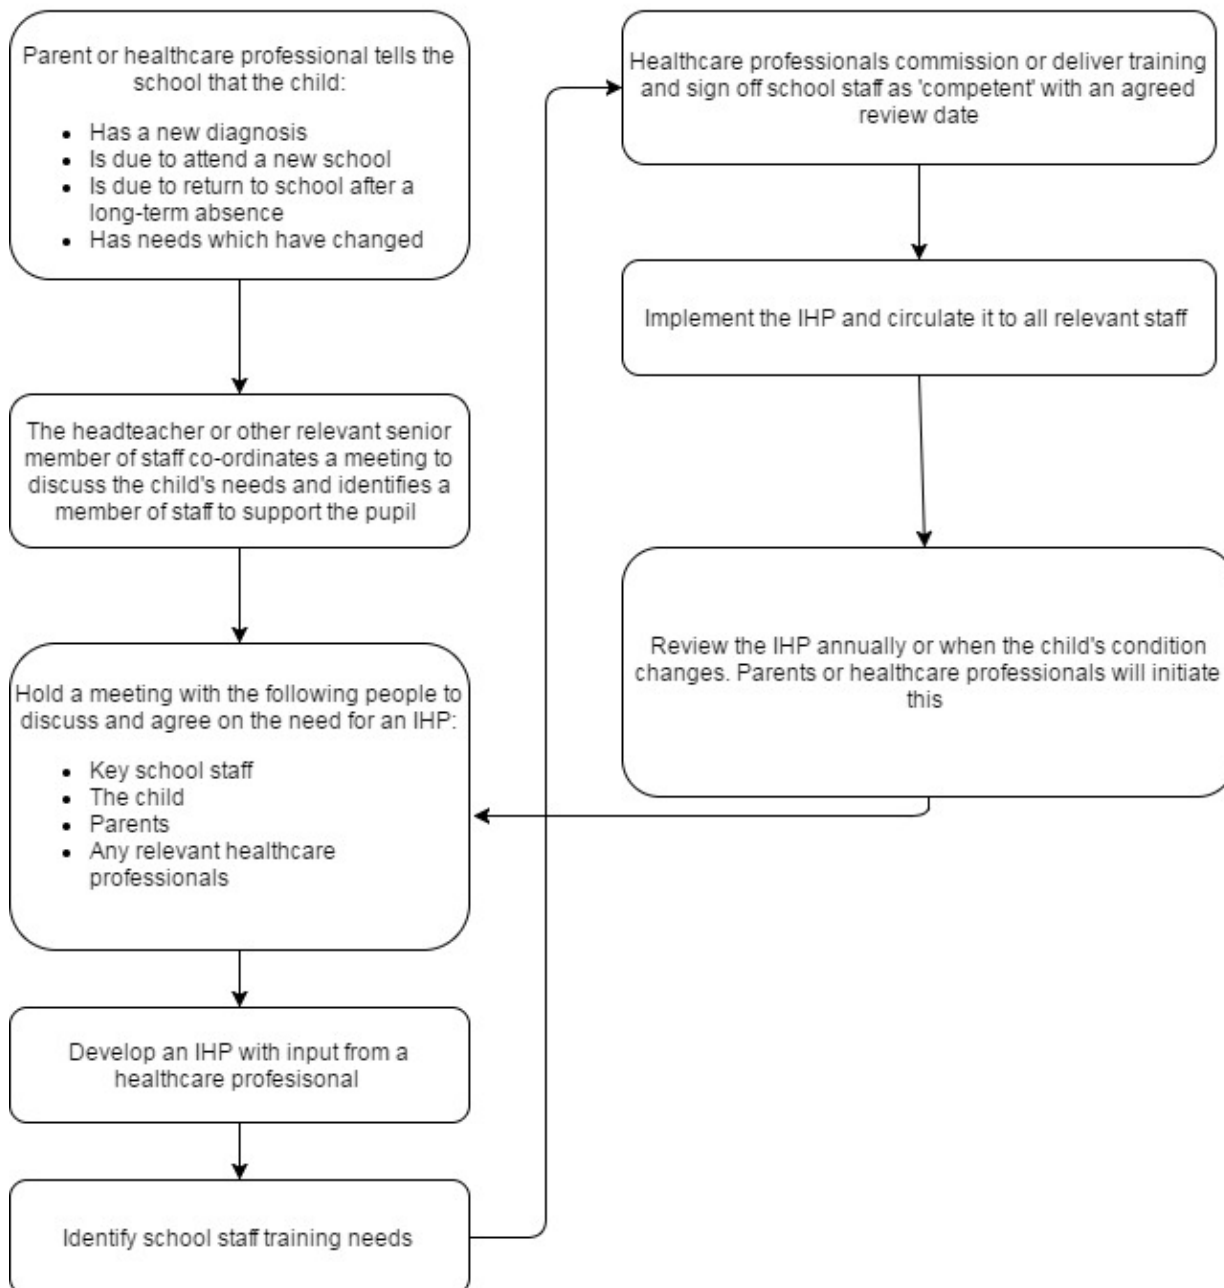 Parent or healthcare professional tells the
school that the child:
• Has a new diagnosis
• Is due to attend a new school
• Is due to return to school after a
long-term absence
• Has needs which have changed
The headteacher or other relevant senior
member of staff co-ordinates a meeting to
discuss the child's needs and identifies a
member of staff to support the pupil
Hold a meeting with the following people to
discuss and agree on the need for an IHP:
• Key school staff
• The child
• Parents
• Any relevant healthcare
professionals
Develop an IHP with input from a
healthcare profesisonal
Identify school staff training needs
Healthcare professionals commission or deliver training
and sign off school staff as 'competent' with an agreed
review date
Implement the IHP and circulate it to all relevant staff
Review the IHP annually or when the child's condition
changes. Parents or healthcare professionals will initiate
this